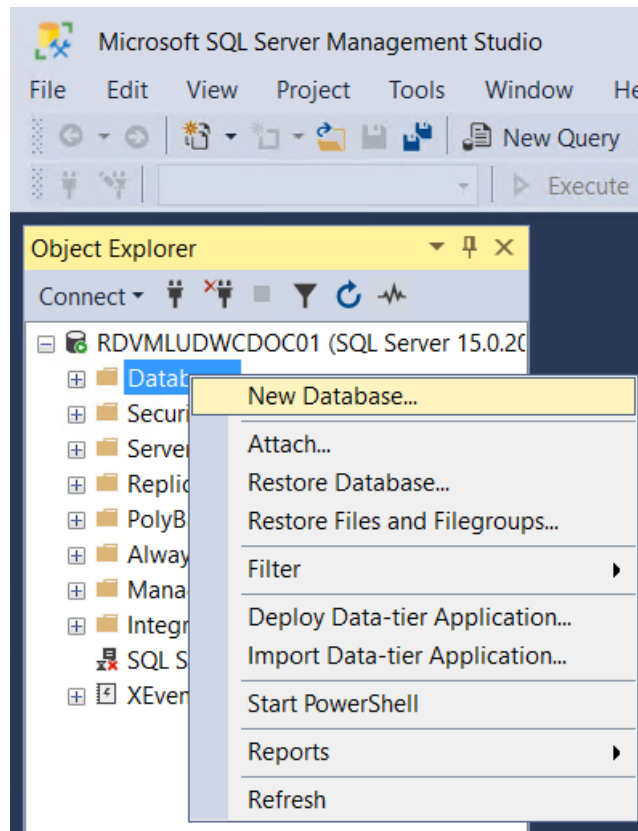 Microsoft SQL Server Management Studio
File Edit View Project Tools Window He
New Query
Execute
Object Explorer
Connect
RDVMLUDWCDOC01 (SQL Server 15.0.20
Datab
New Database...
Securi
Attach...
Server
Restore Database...
Replic
Restore Files and Filegroups...
PolyB
Alway
Filter
Mana
Deploy Data-tier Application...
Integr
Import Data-tier Application...
SQL S
XEven
Start PowerShell
Reports
Refresh